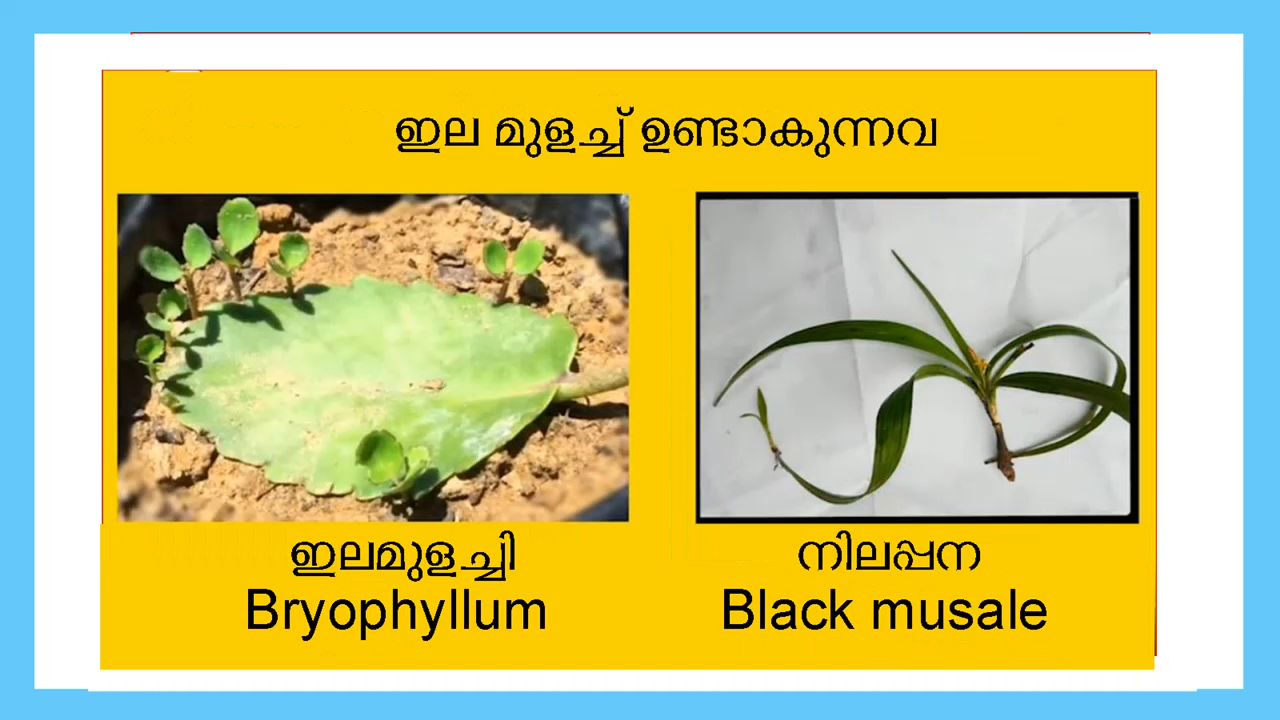 ഇല മുളച്ച് ഉണ്ടാകുന്നവ
ഇലമുളച്ചി
നിലപ്പന
Bryophyllum
Black musale